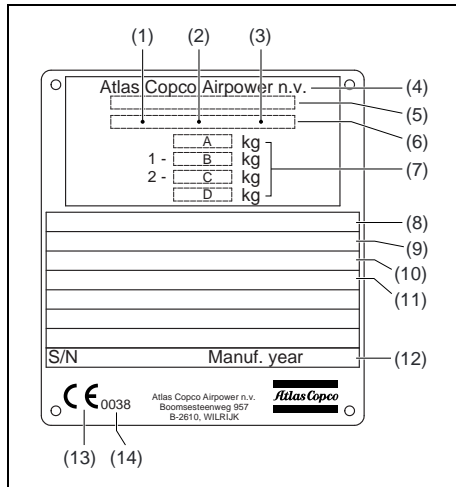 (1) (2) (3)
Atlas Copco Airpower n.v. (4)
(5)
(6)
A kg
1 - B kg (7)
2 - C kg
D kg
(8)
(9)
(10)
(11)
S/N Manuf. year (12)
CE 0038 Atlas Copco Airpower n.v. Atlas Copco
Boomsesteenweg 957
B-2610, WILRIJK
(13) (14)